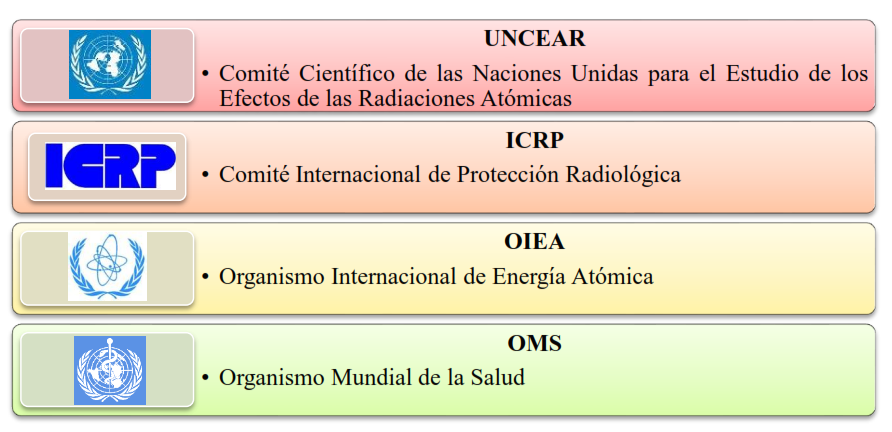 UNCEAR
• Comité Científico de las Naciones Unidas para el Estudio de los
Efectos de las Radiaciones Atómicas
ICRP
ICRP
• Comité Internacional de Protección Radiológica
OIEA
• Organismo Internacional de Energía Atómica
OMS
• Organismo Mundial de la Salud